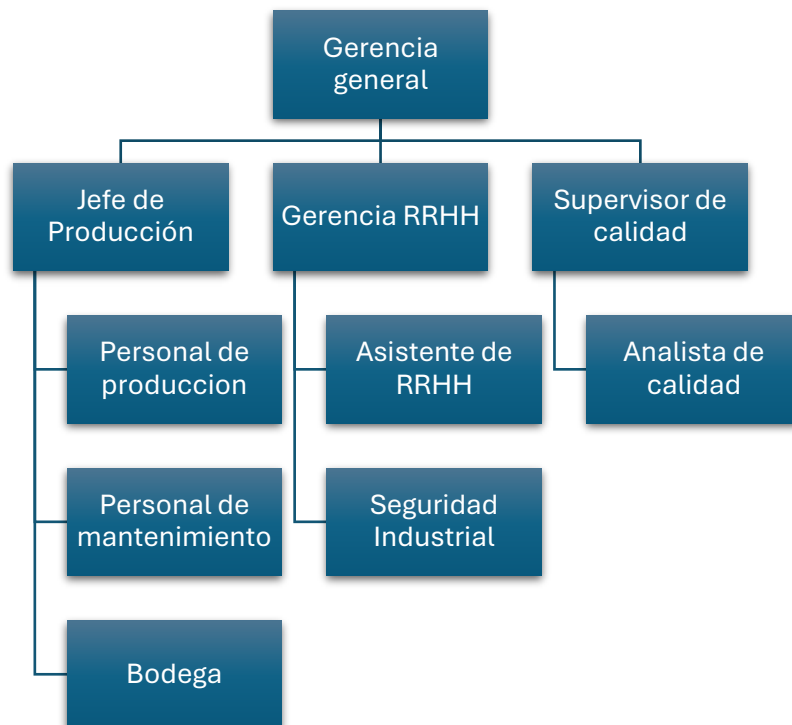 Gerencia
general
Jefe de
Producción
Gerencia RRHH
Supervisor de
calidad
Personal de
produccion
Asistente de
RRHH
Analista de
calidad
Personal de
mantenimiento
Seguridad
Industrial
Bodega